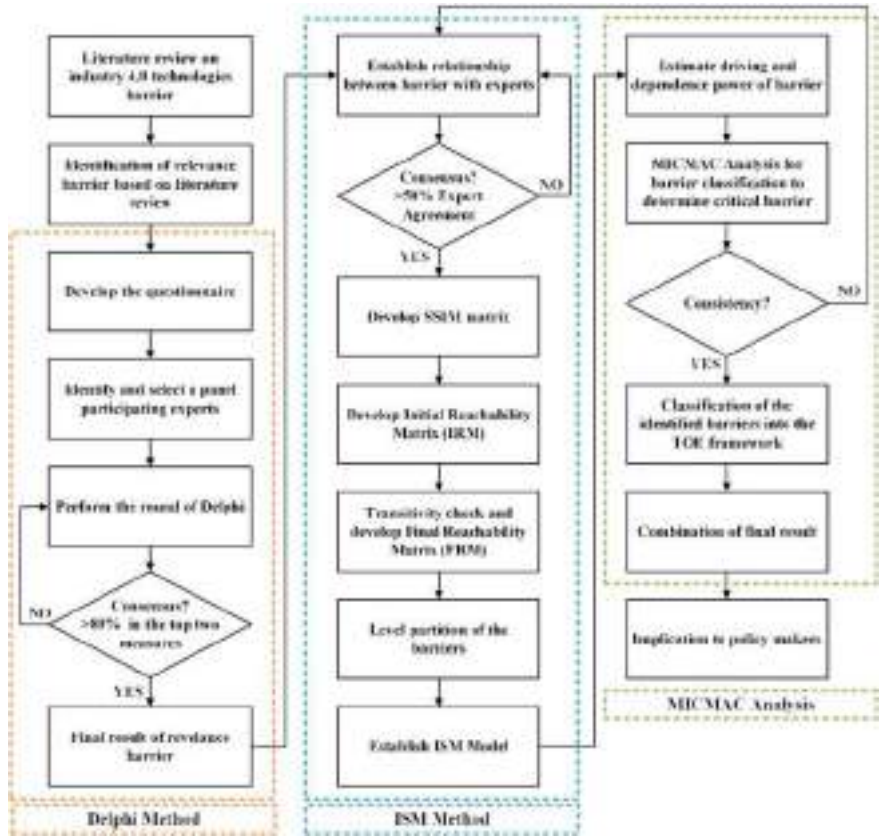 Literature review on
industry 4.0 technologies
barrier
Identification of relevance
barrier based on literature
review
Develop the questionnaire
Identify and select a panel
participating experts
Perform the round of Delphi
NO
Consensus?
>80% in the top two
measures
YES
Final result of revelance
barrier
Delphi Method
Establish relationship
between barrier with experts
Consensus?
>50% Expert
Agreement
NO
YES
Develop SSIM matrix
Develop Initial Reachability
Matrix (IRM)
Transitivity check and
develop Final Reachability
Matrix (FRM)
Level partition of the
barriers
Establish ISM Model
ISM Method
Estimate driving and
dependence power of barrier
MICMAC Analysis for
barrier classification to
determine critical barrier
Consistency?
NO
YES
Classification of the
identified barriers into the
TOE framework
Combination of final result
Implication to policy makers
MICMAC Analysis